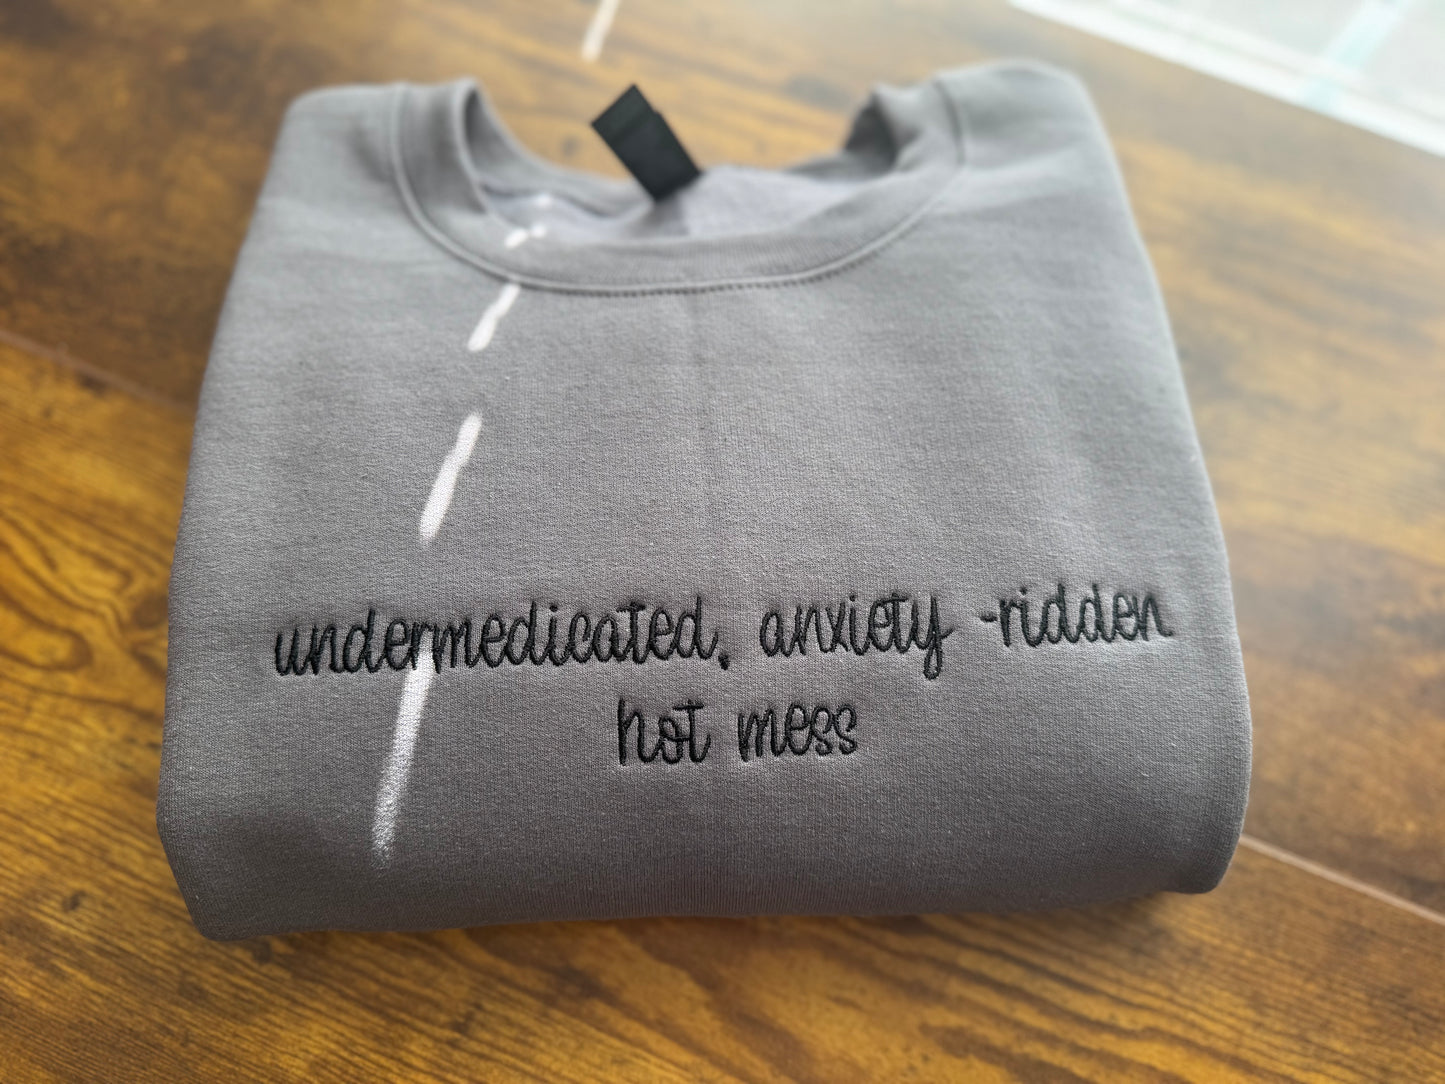 undermedicated, anxiety -ridden
hot mess